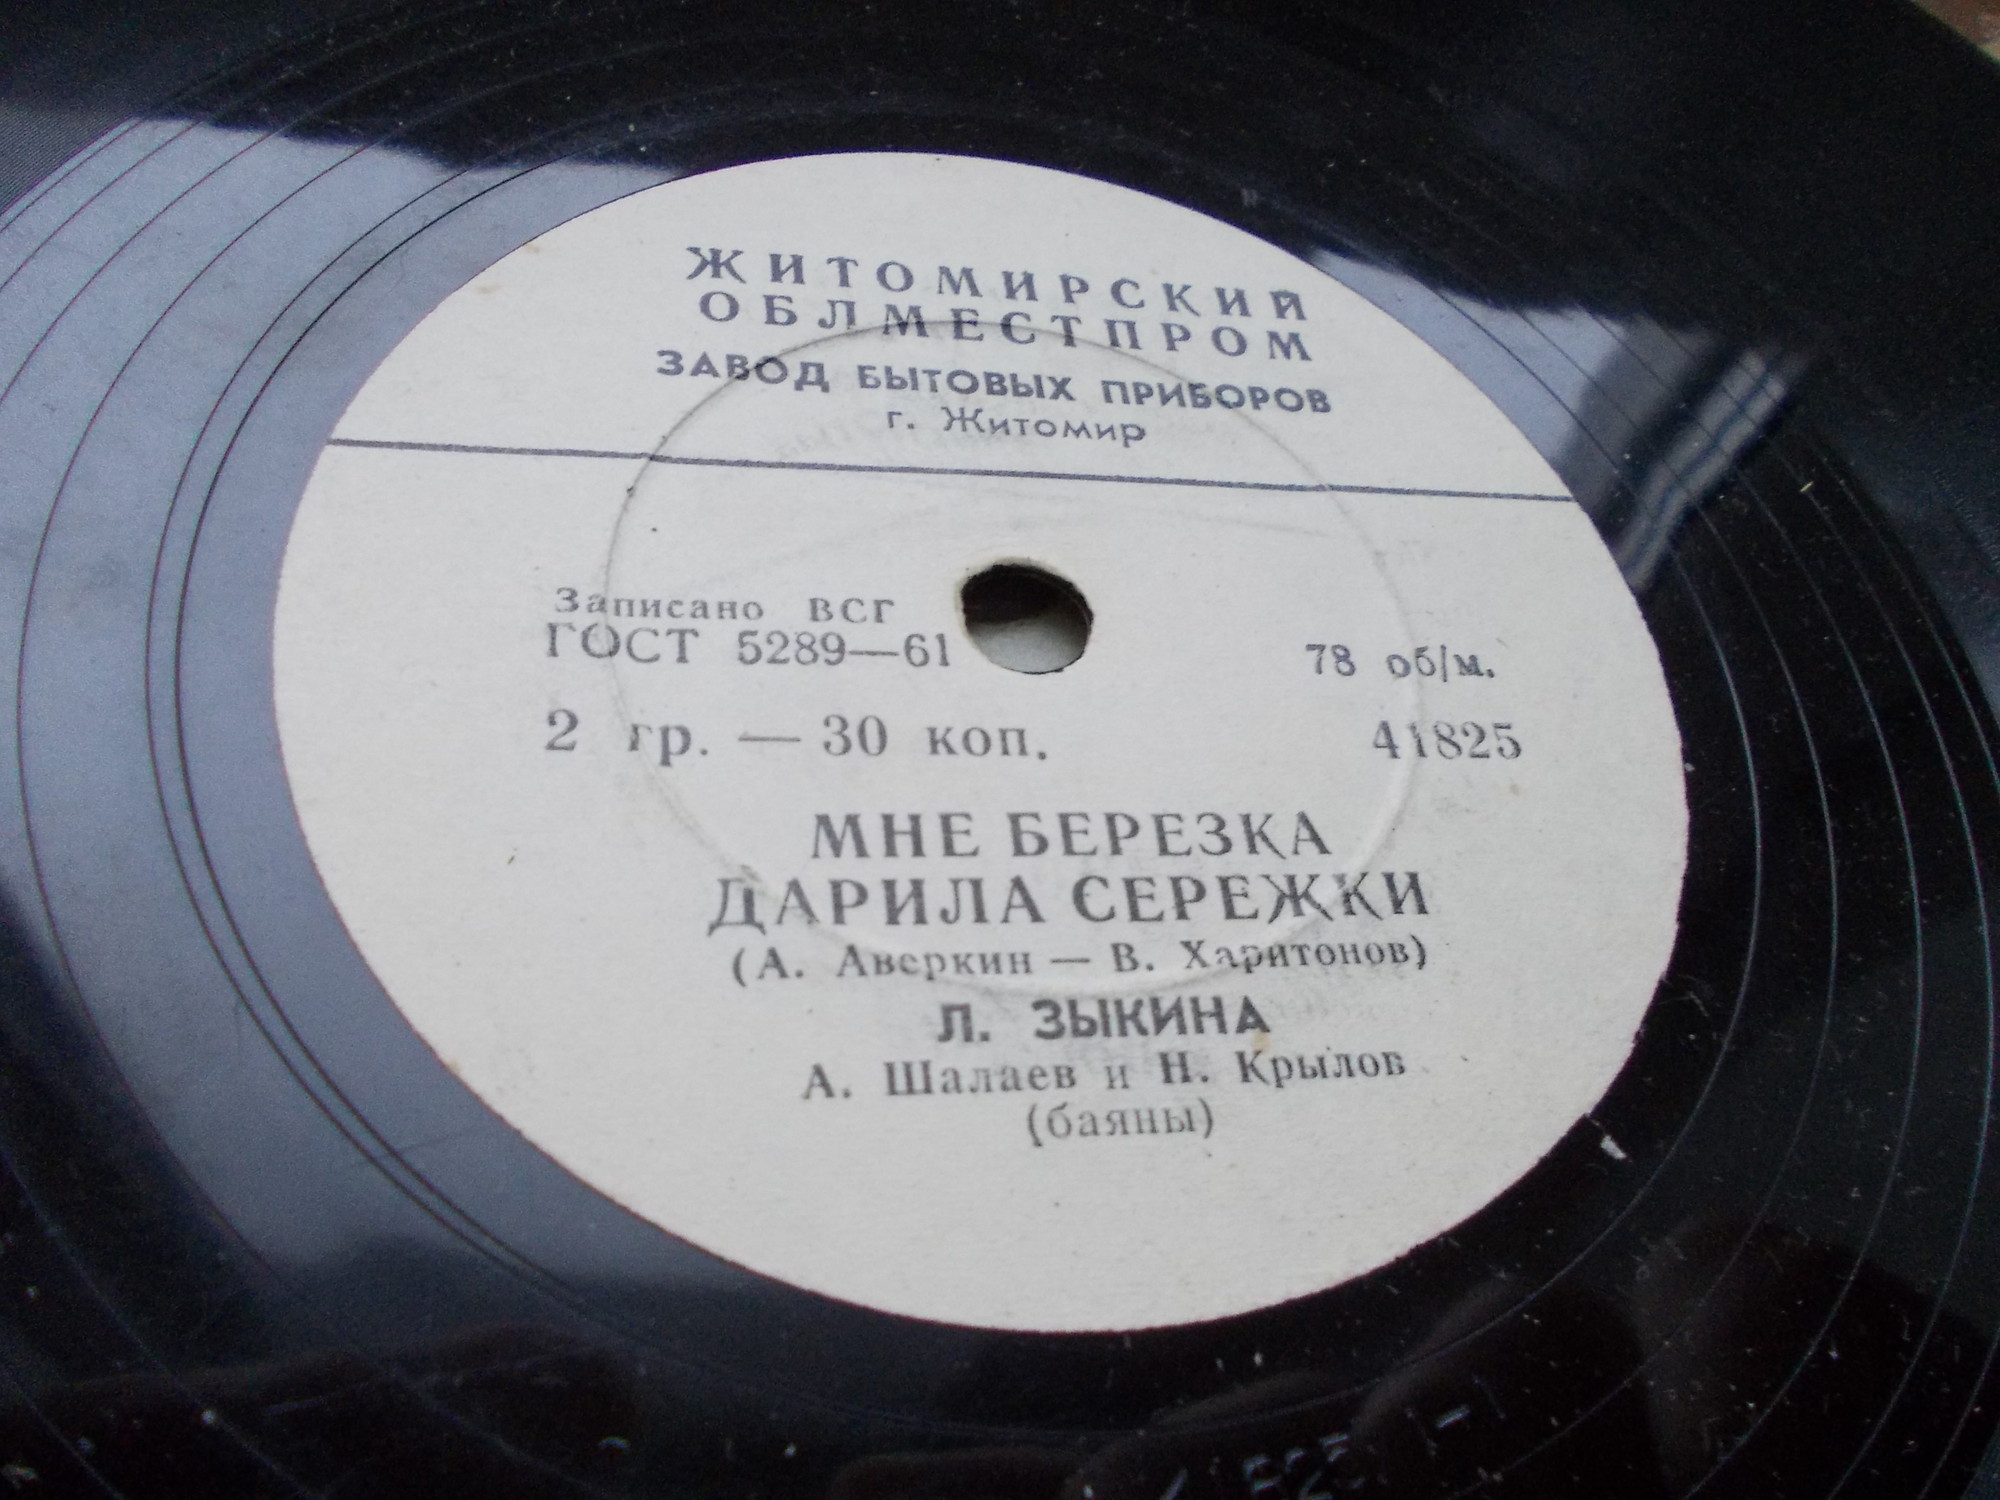 ЖИТОМИРСКИЙ
ОБЛМЕСТПРОМ
ЗАВОД БЫТОВЫХ ПРИБОРОВ
г. Житомир
Записано ВСГ
ГОСТ 5289—61
78 об/м.
2 гр. — 30 коп.
41825
МНЕ БЕРЕЗКА
ДАРИЛА СЕРЕЖКИ
(А. Аверкин — В. Харитонов)
Л. ЗЫКИНА
А. Шалаев и Н. Крылов
(баяны)